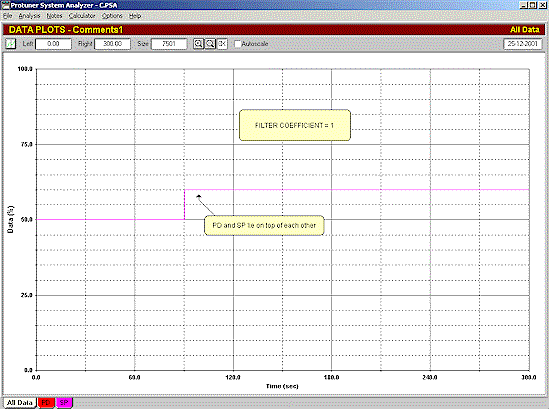 Protuner System Analyzer - C.PSA
File Analysis Notes Calculator Options Help
DATA PLOTS - Comments1 All Data
Left 0.00 Right 300.00 Size 7501 Autoscale 25-12-2001
100.0
FILTER COEFFICIENT = 1
75.0
PD and SP lie on top of each other
50.0
Data (%)
25.0
0.0
0.0 60.0 120.0 180.0 240.0 300.0
Time (sec)
All Data PD SP